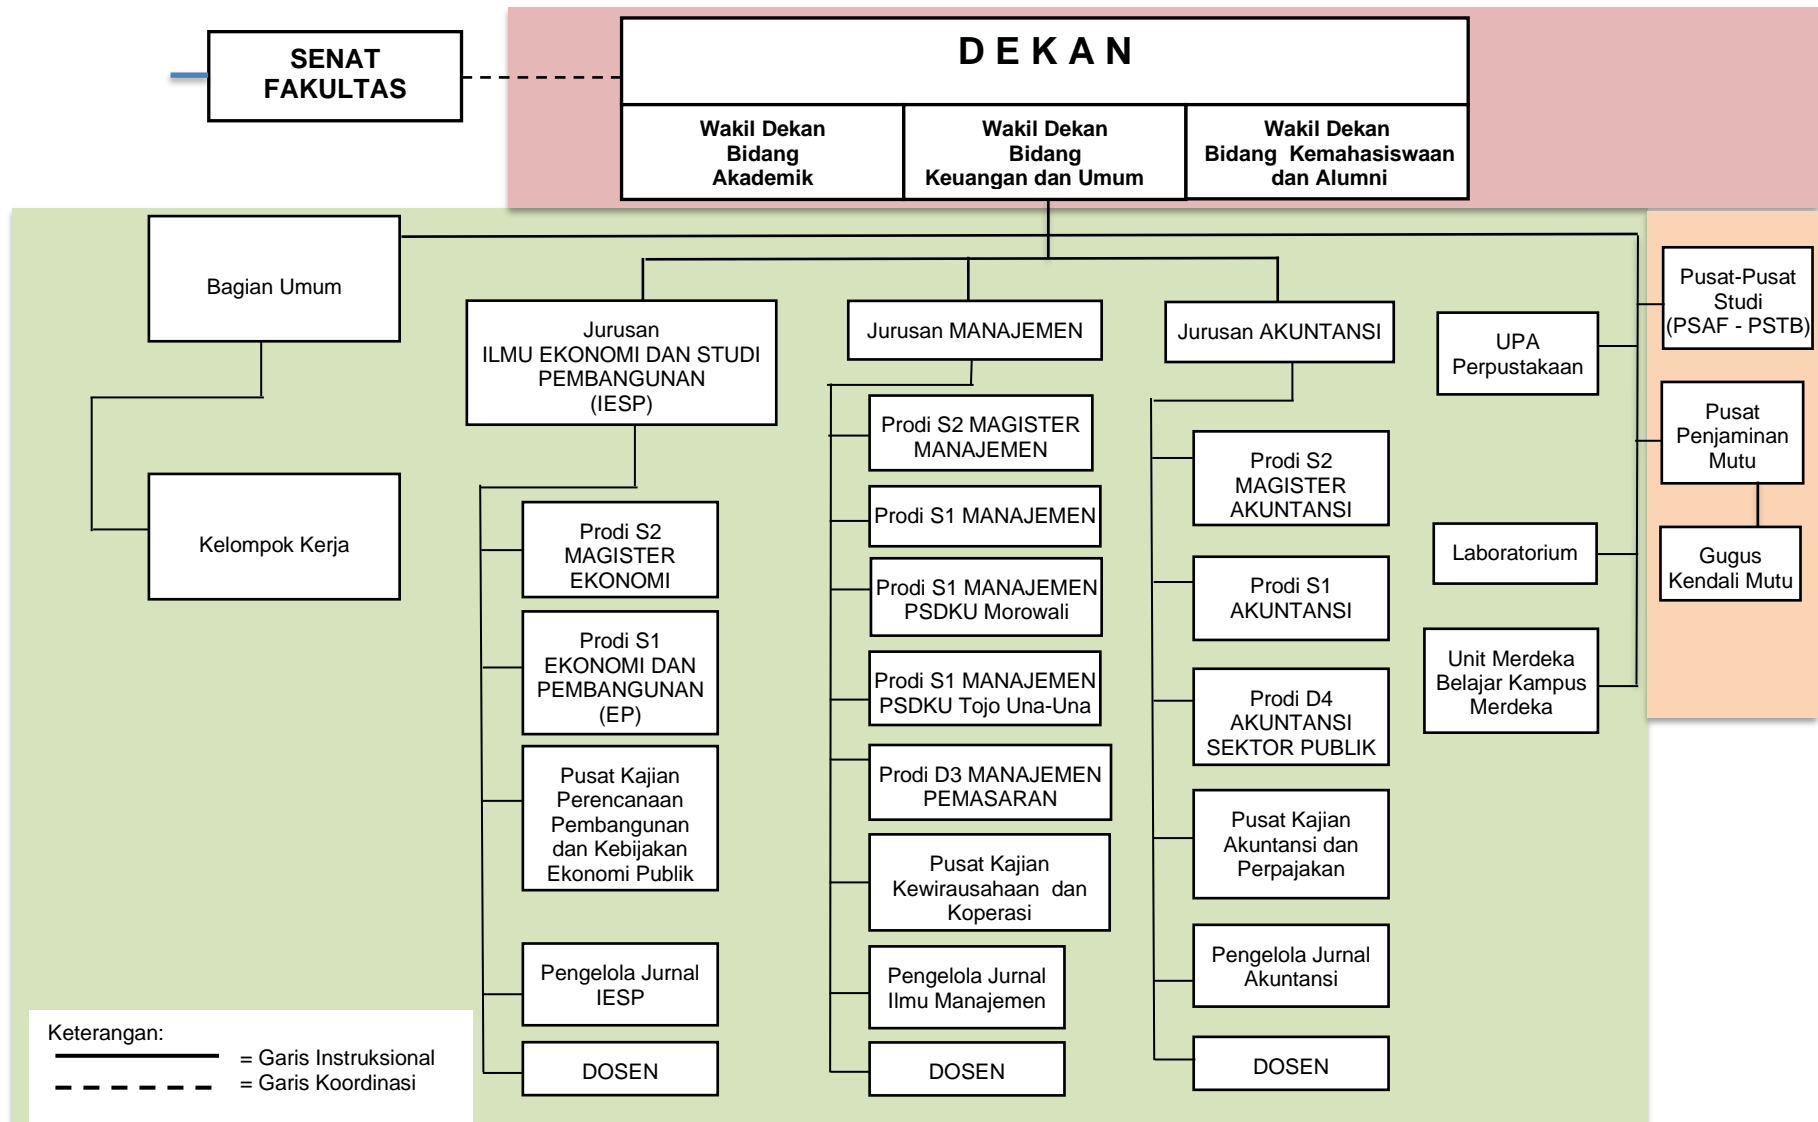 SENAT
FAKULTAS
D E K A N
Wakil Dekan
Bidang
Akademik
Wakil Dekan
Bidang
Keuangan dan Umum
Wakil Dekan
Bidang Kemahasiswaan
dan Alumni
Bagian Umum
Kelompok Kerja
Jurusan
ILMU EKONOMI DAN STUDI
PEMBANGUNAN
(IESP)
Prodi S2
MAGISTER
EKONOMI
Prodi S1
EKONOMI DAN
PEMBANGUNAN
(EP)
Pusat Kajian
Perencanaan
Pembangunan
dan Kebijakan
Ekonomi Publik
Pengelola Jurnal
IESP
DOSEN
Jurusan MANAJEMEN
Prodi S2 MAGISTER
MANAJEMEN
Prodi S1 MANAJEMEN
Prodi S1 MANAJEMEN
PSDKU Morowali
Prodi S1 MANAJEMEN
PSDKU Tojo Una-Una
Prodi D3 MANAJEMEN
PEMASARAN
Pusat Kajian
Kewirausahaan dan
Koperasi
Pengelola Jurnal
Ilmu Manajemen
DOSEN
Jurusan AKUNTANSI
Prodi S2
MAGISTER
AKUNTANSI
Prodi S1
AKUNTANSI
Prodi D4
AKUNTANSI
SEKTOR PUBLIK
Pusat Kajian
Akuntansi dan
Perpajakan
Pengelola Jurnal
Akuntansi
DOSEN
UPA
Perpustakaan
Laboratorium
Unit Merdeka
Belajar Kampus
Merdeka
Pusat-Pusat
Studi
(PSAF - PSTB)
Pusat
Penjaminan
Mutu
Gugus
Kendali Mutu
Keterangan:
= Garis Instruksional
= Garis Koordinasi